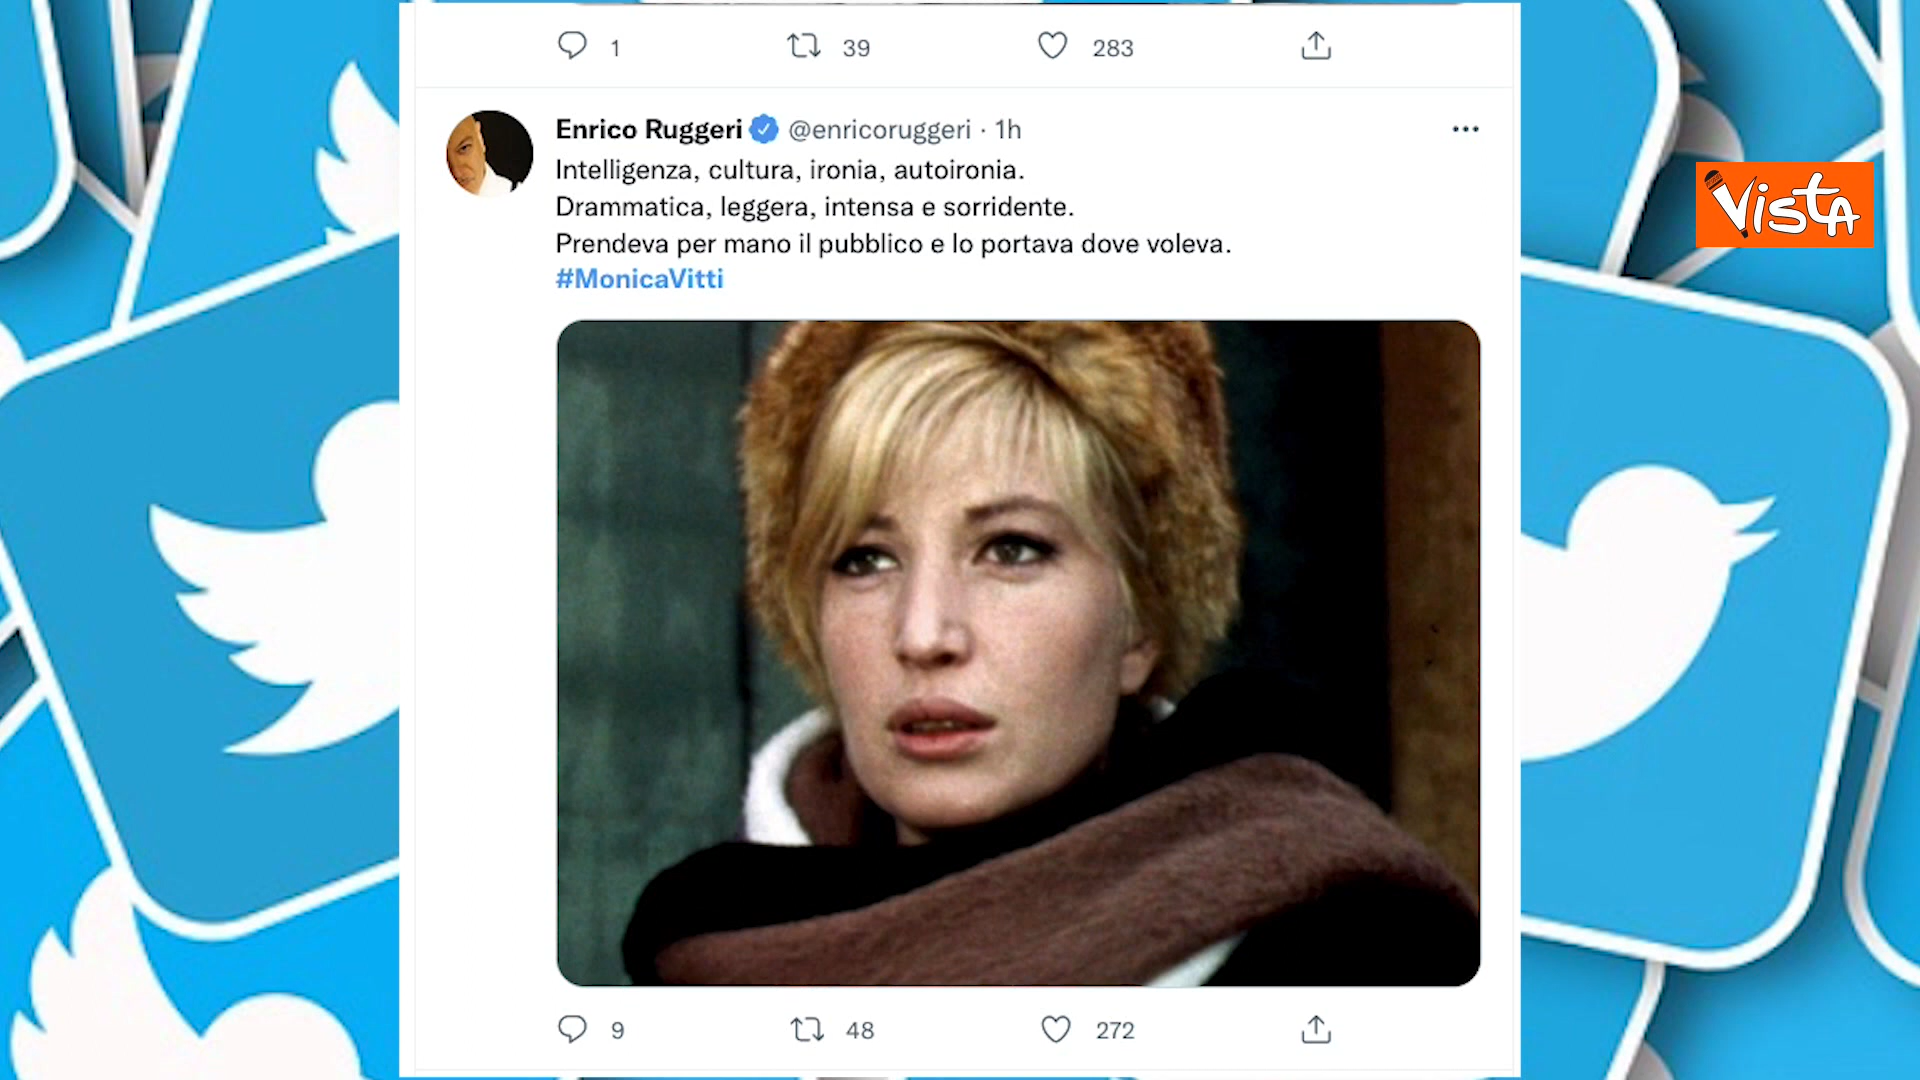 1 39 283
Enrico Ruggeri @enricoruggeri · 1h
Intelligenza, cultura, ironia, autoironia.
Drammatica, leggera, intensa e sorridente.
Prendeva per mano il pubblico e lo portava dove voleva.
#MonicaVitti
VISTA
9 48 272